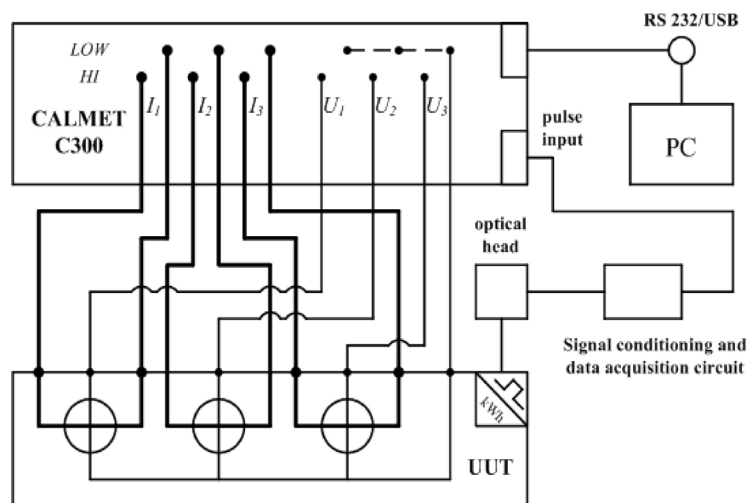 RS 232/USB
LOW
HI
I1 I2 I3 U1 U2 U3
CALMET
C300
pulse
input
PC
optical
head
Signal conditioning and
data acquisition circuit
kWh
UUT